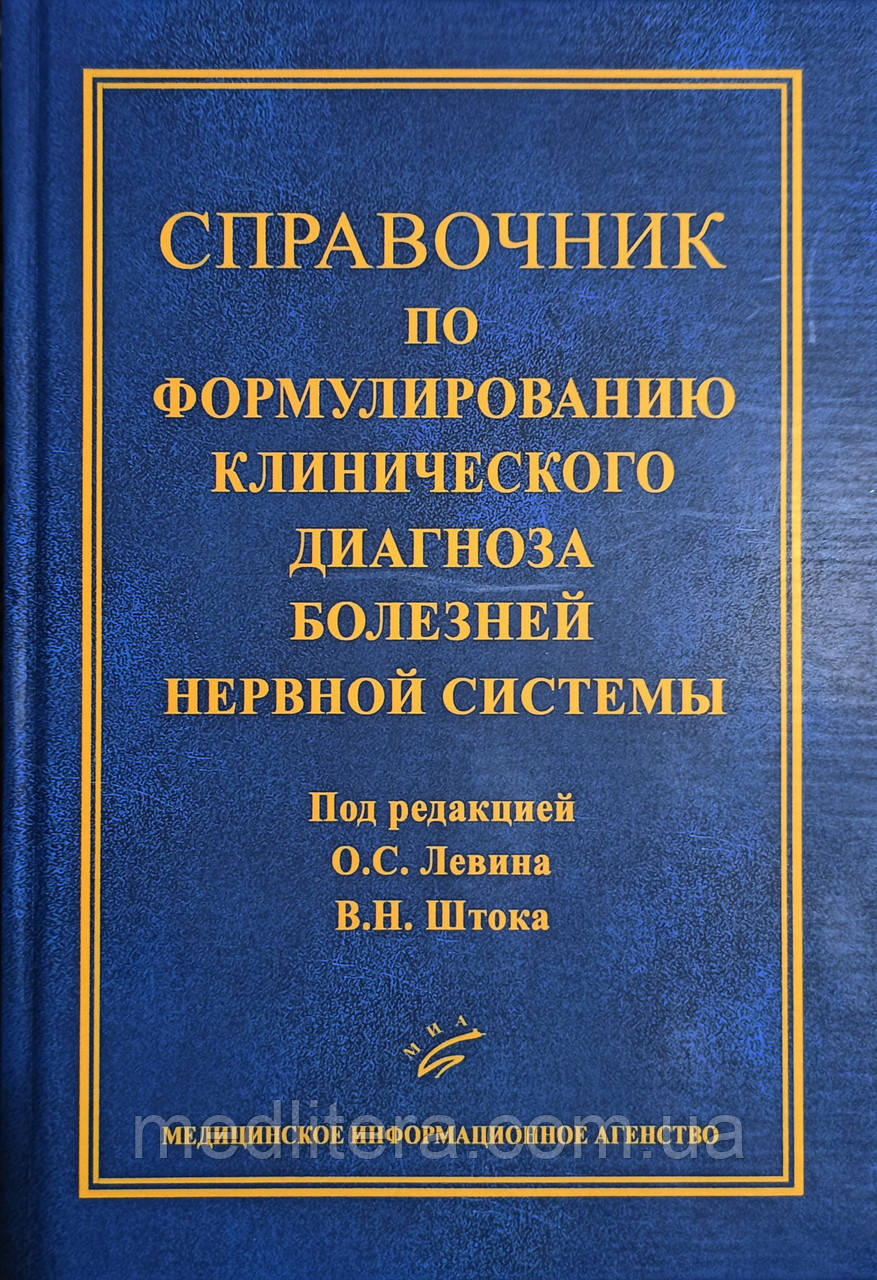 СПРАВОЧНИК
ПО
ФОРМУЛИРОВАНИЮ
КЛИНИЧЕСКОГО
ДИАГНОЗА
БОЛЕЗНЕЙ
НЕРВНОЙ СИСТЕМЫ
Под редакцией
О.С. Левина
В.Н. Штока
МИА
medlitera.com.ua
МЕДИЦИНСКОЕ ИНФОРМАЦИОННОЕ АГЕНСТВО